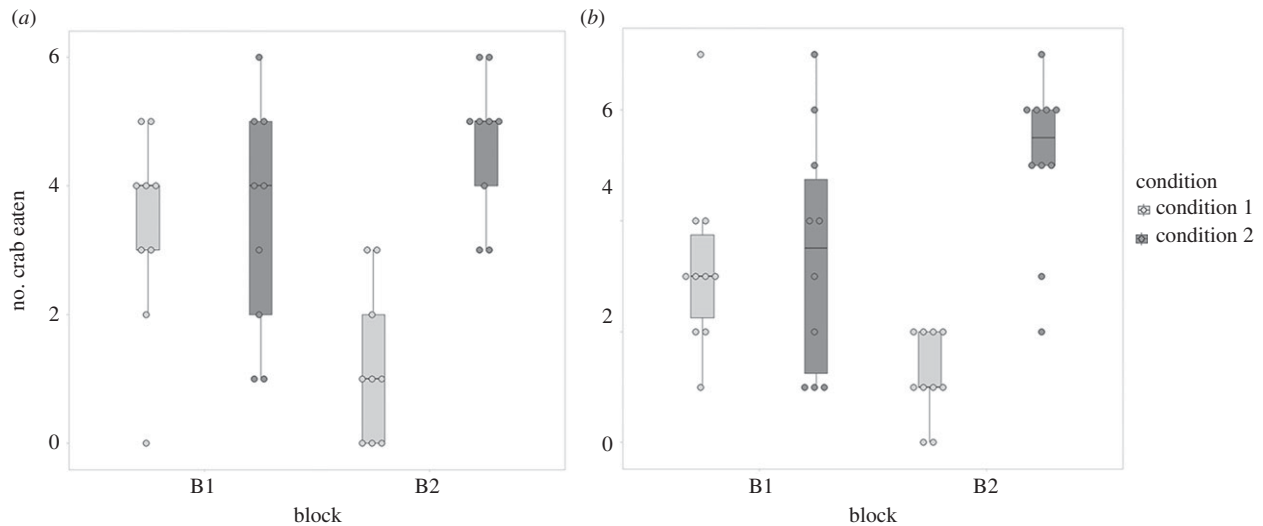 (a)
no. crab eaten
6
4
2
0
B1
B2
block
(b)
6
4
2
0
B1
B2
block
condition
condition 1
condition 2